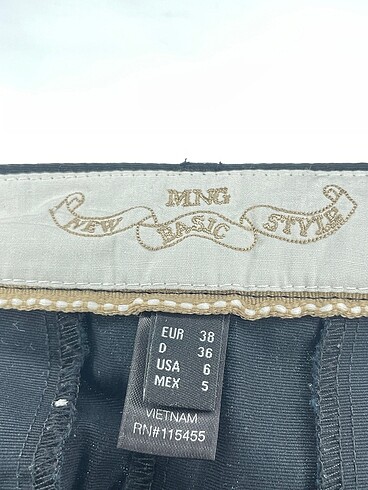 MNG
NEW BASIC STYLE
EUR 38
D 36
USA 6
MEX 5
VIETNAM
RN#115455